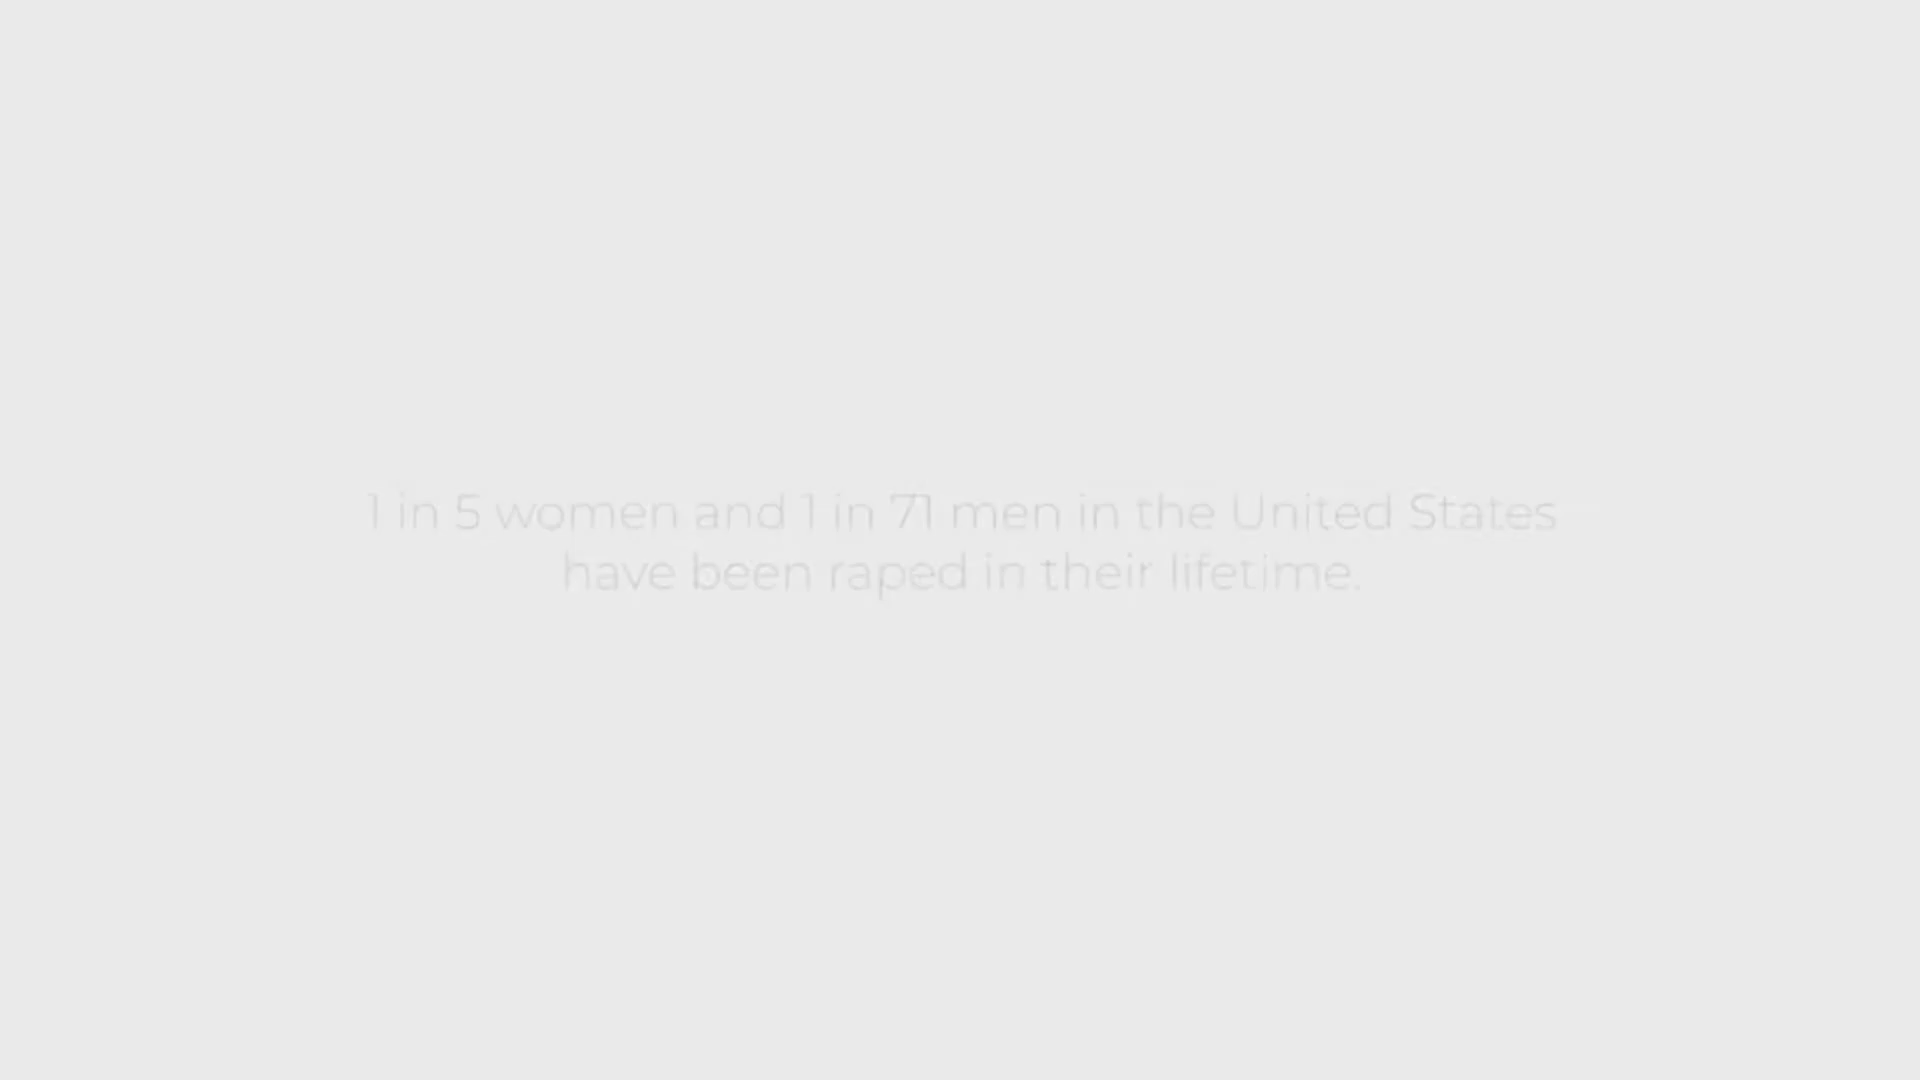 1 in 5 women and 1 in 71 men in the United States
have been raped in their lifetime.